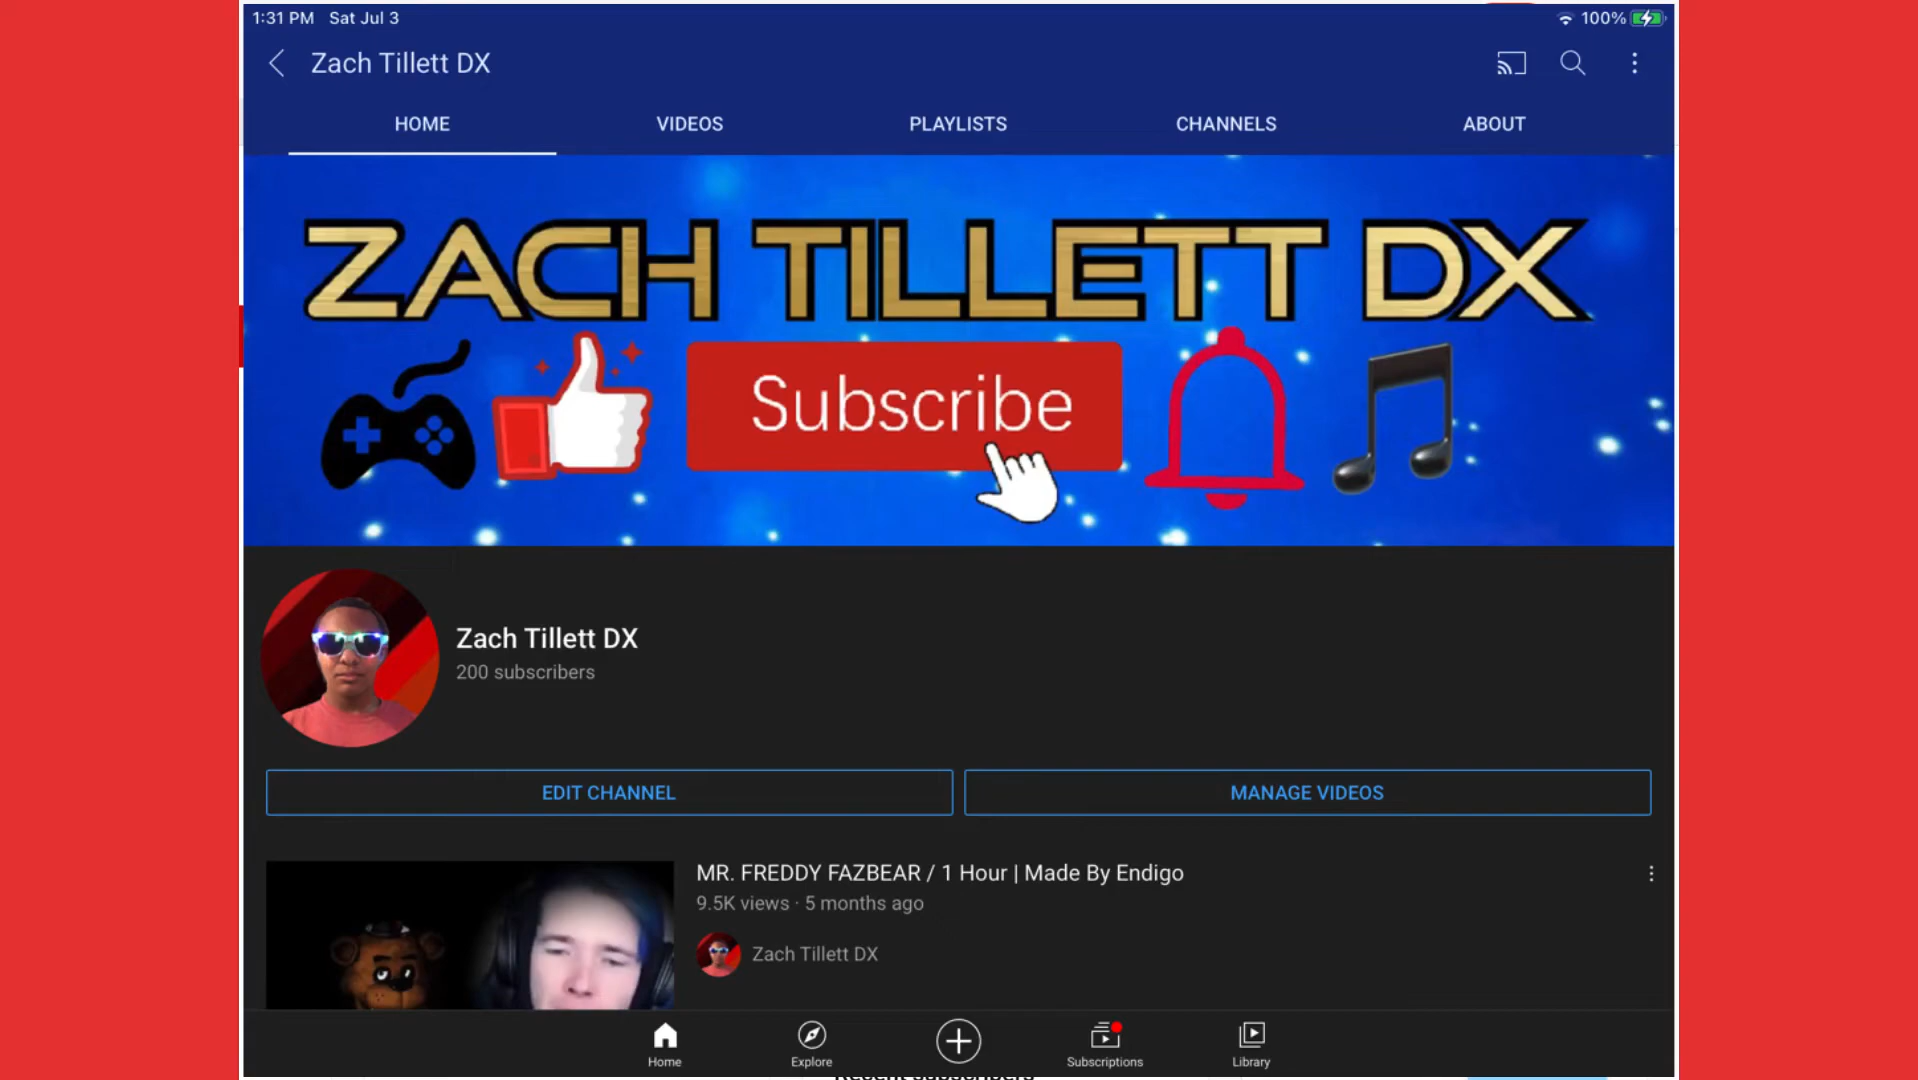 1:31 PM Sat Jul 3
100%
Zach Tillett DX
HOME
VIDEOS
PLAYLISTS
CHANNELS
ABOUT
ZACH TILLETT DX
Subscribe
Zach Tillett DX
200 subscribers
EDIT CHANNEL
MANAGE VIDEOS
MR. FREDDY FAZBEAR / 1 Hour | Made By Endigo
9.5K views · 5 months ago
Zach Tillett DX
Home
Explore
Subscriptions
Library
Recent subscribers